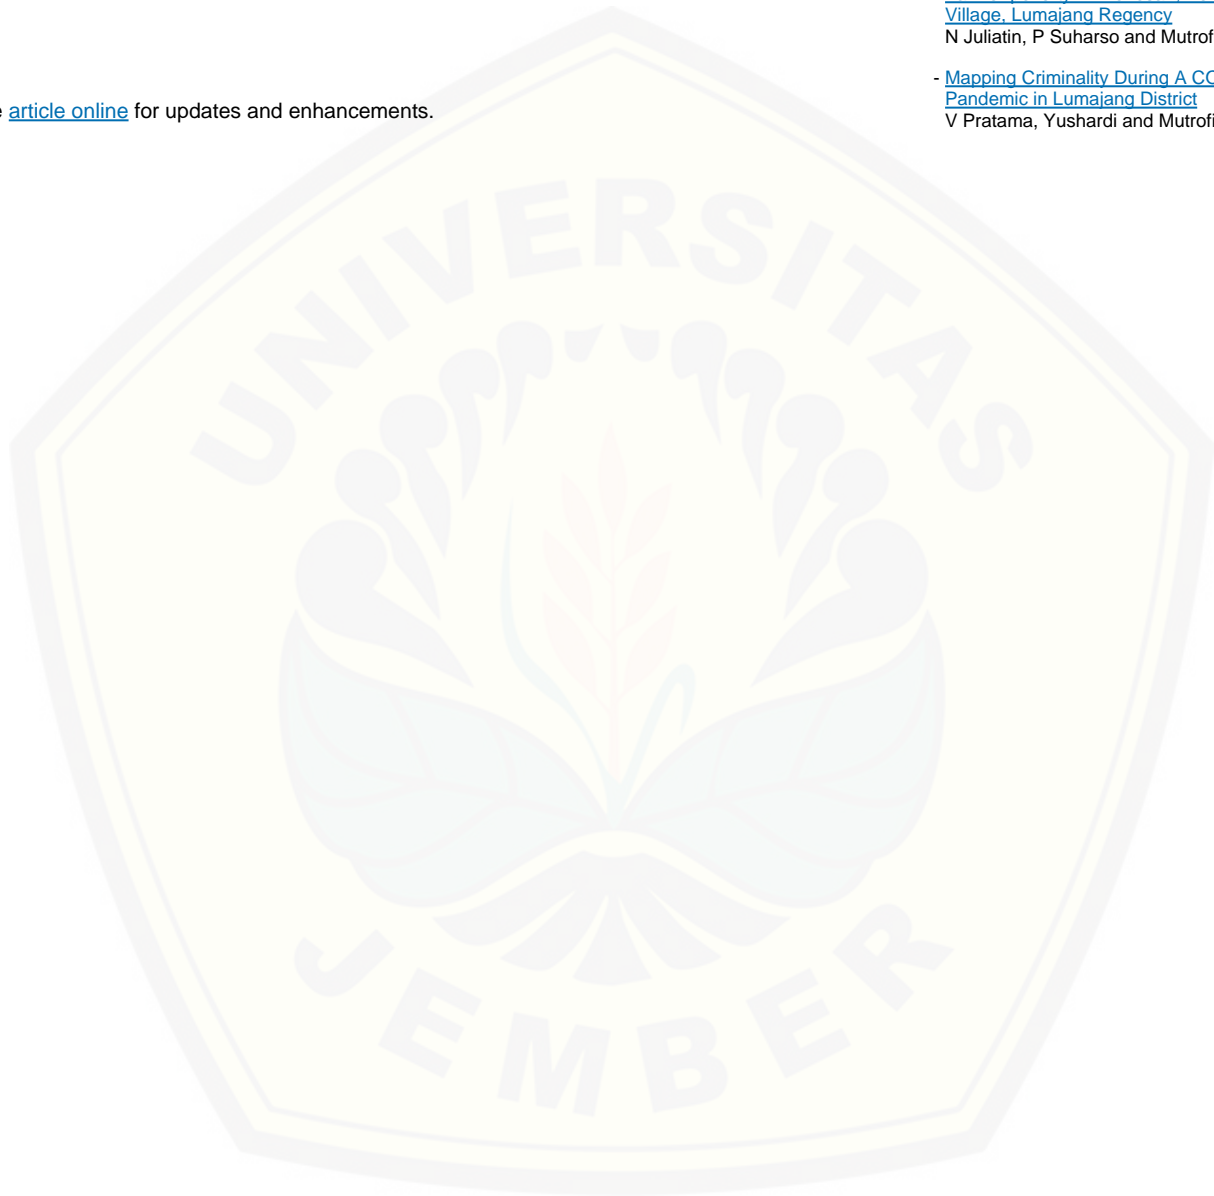 Village, Lumajang Regency
N Juliatin, P Suharso and Mutrof
- Mapping Criminality During A CO
Pandemic in Lumajang District
V Pratama, Yushardi and Mutrofi
article online for updates and enhancements.
UNIVERSITAS
JEMBER